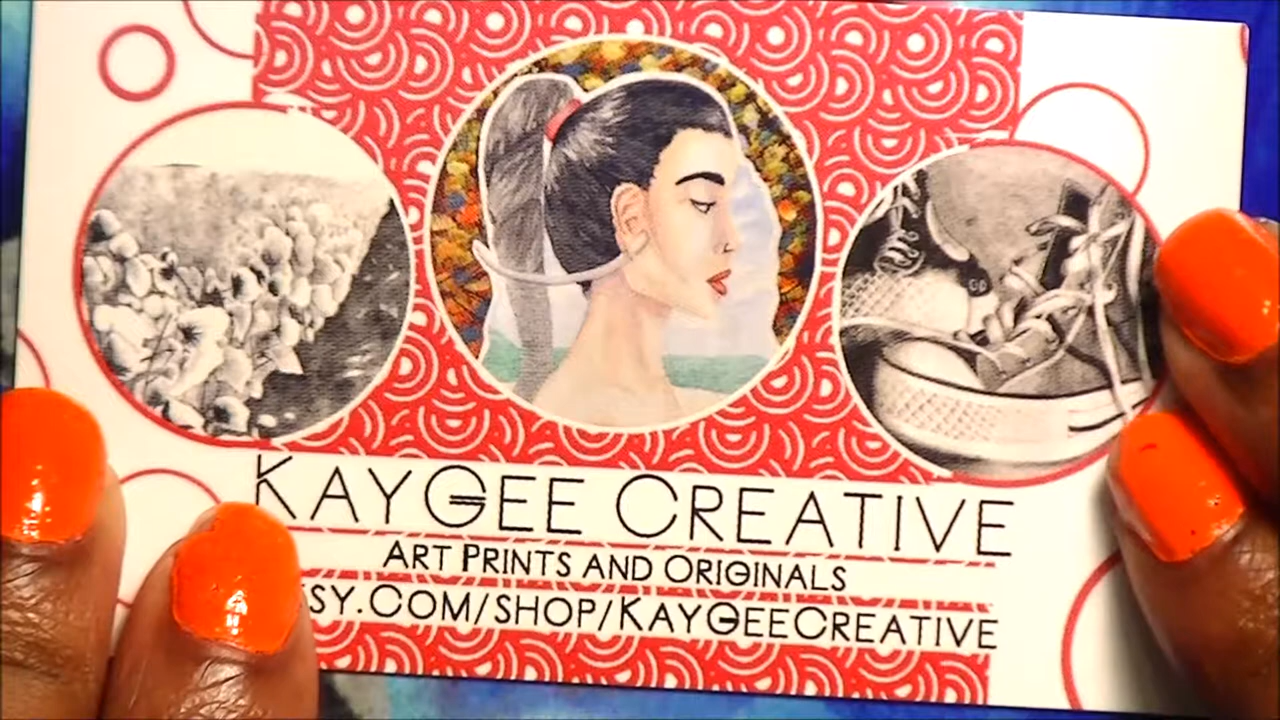 KAYGEE CREATIVE
ART PRINTS AND ORIGINALS
SY.COM/SHOP/KAYGEECREATIVE